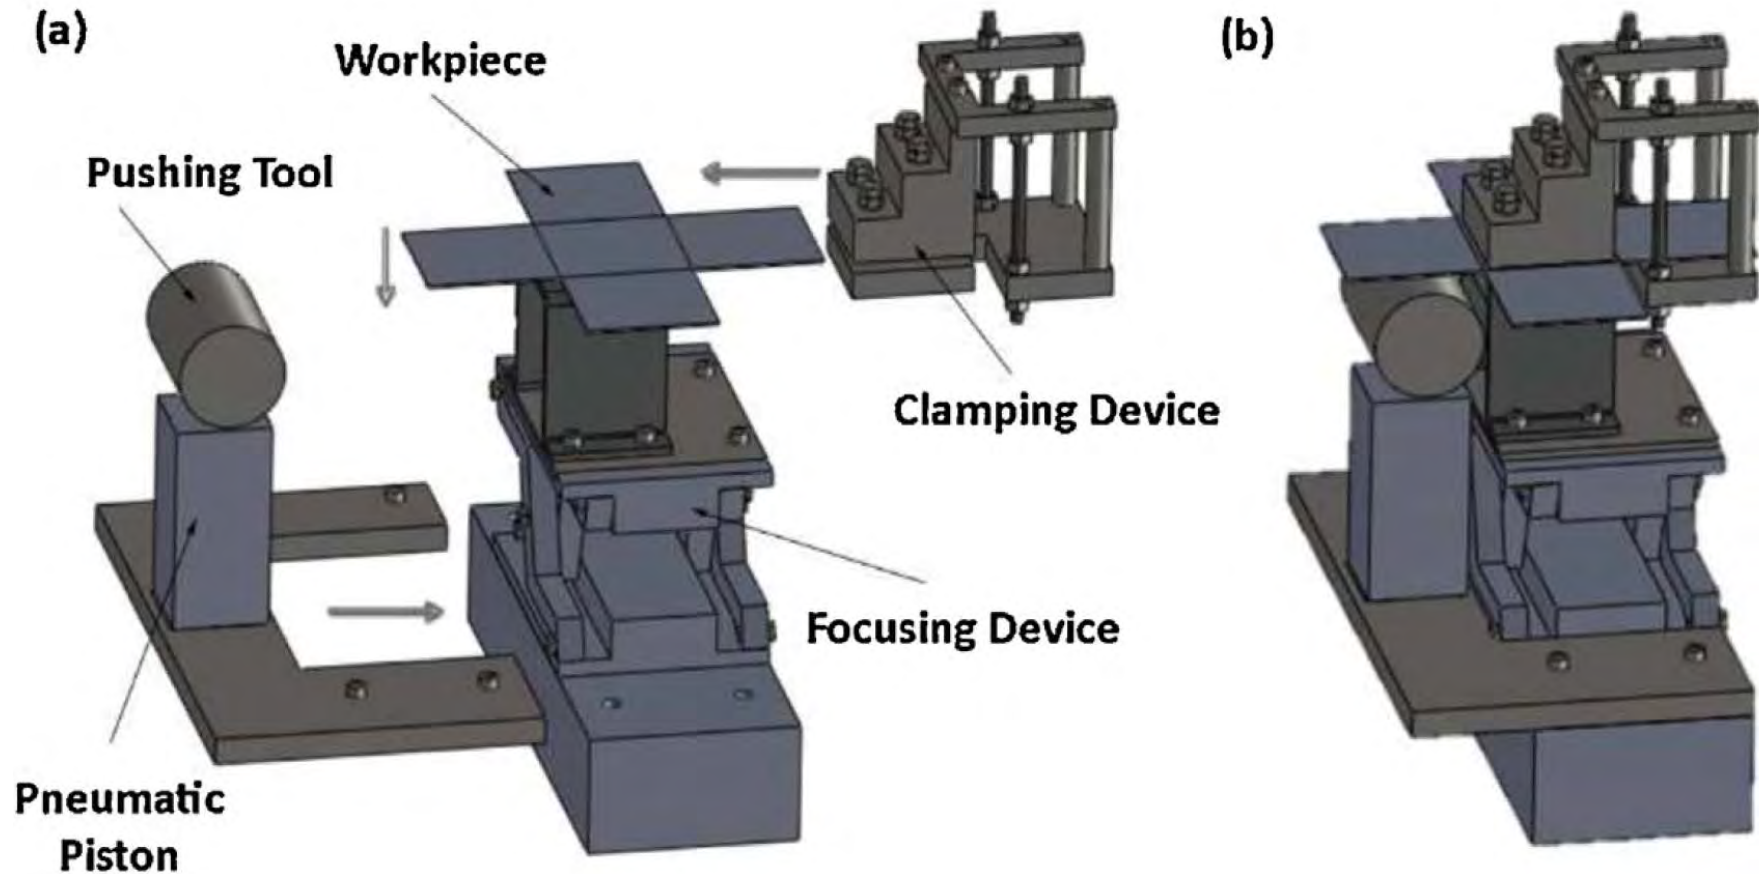 (a)
(b)
Workpiece
Pushing Tool
Clamping Device
Focusing Device
Pneumatic
Piston